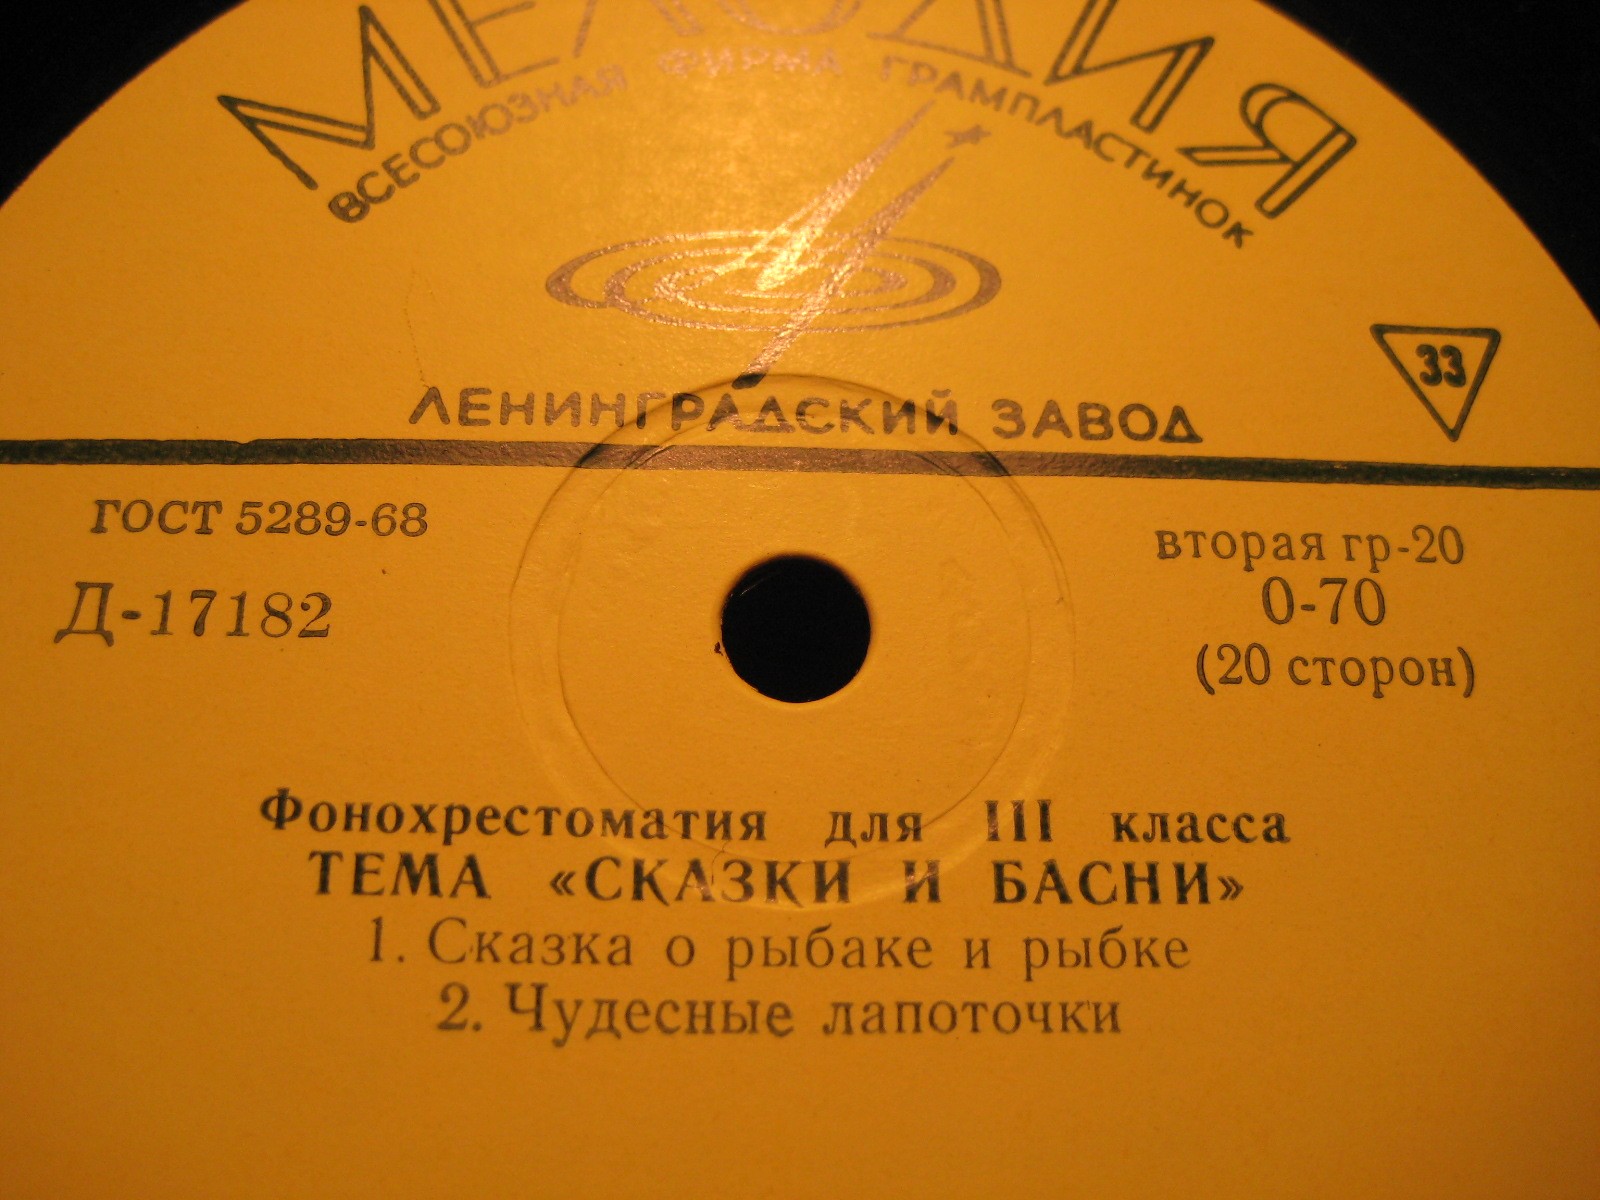 МЕЛОДИЯ
ВСЕСОЮЗНАЯ ФИРМА ГРАМПЛАСТИНОК
33
ЛЕНИНГРАДСКИЙ ЗАВОД
ГОСТ 5289-68
Д-17182
вторая гр-20
0-70
(20 сторон)
Фонохрестоматия для III класса
ТЕМА «СКАЗКИ И БАСНИ»
1. Сказка о рыбаке и рыбке
2. Чудесные лапоточки